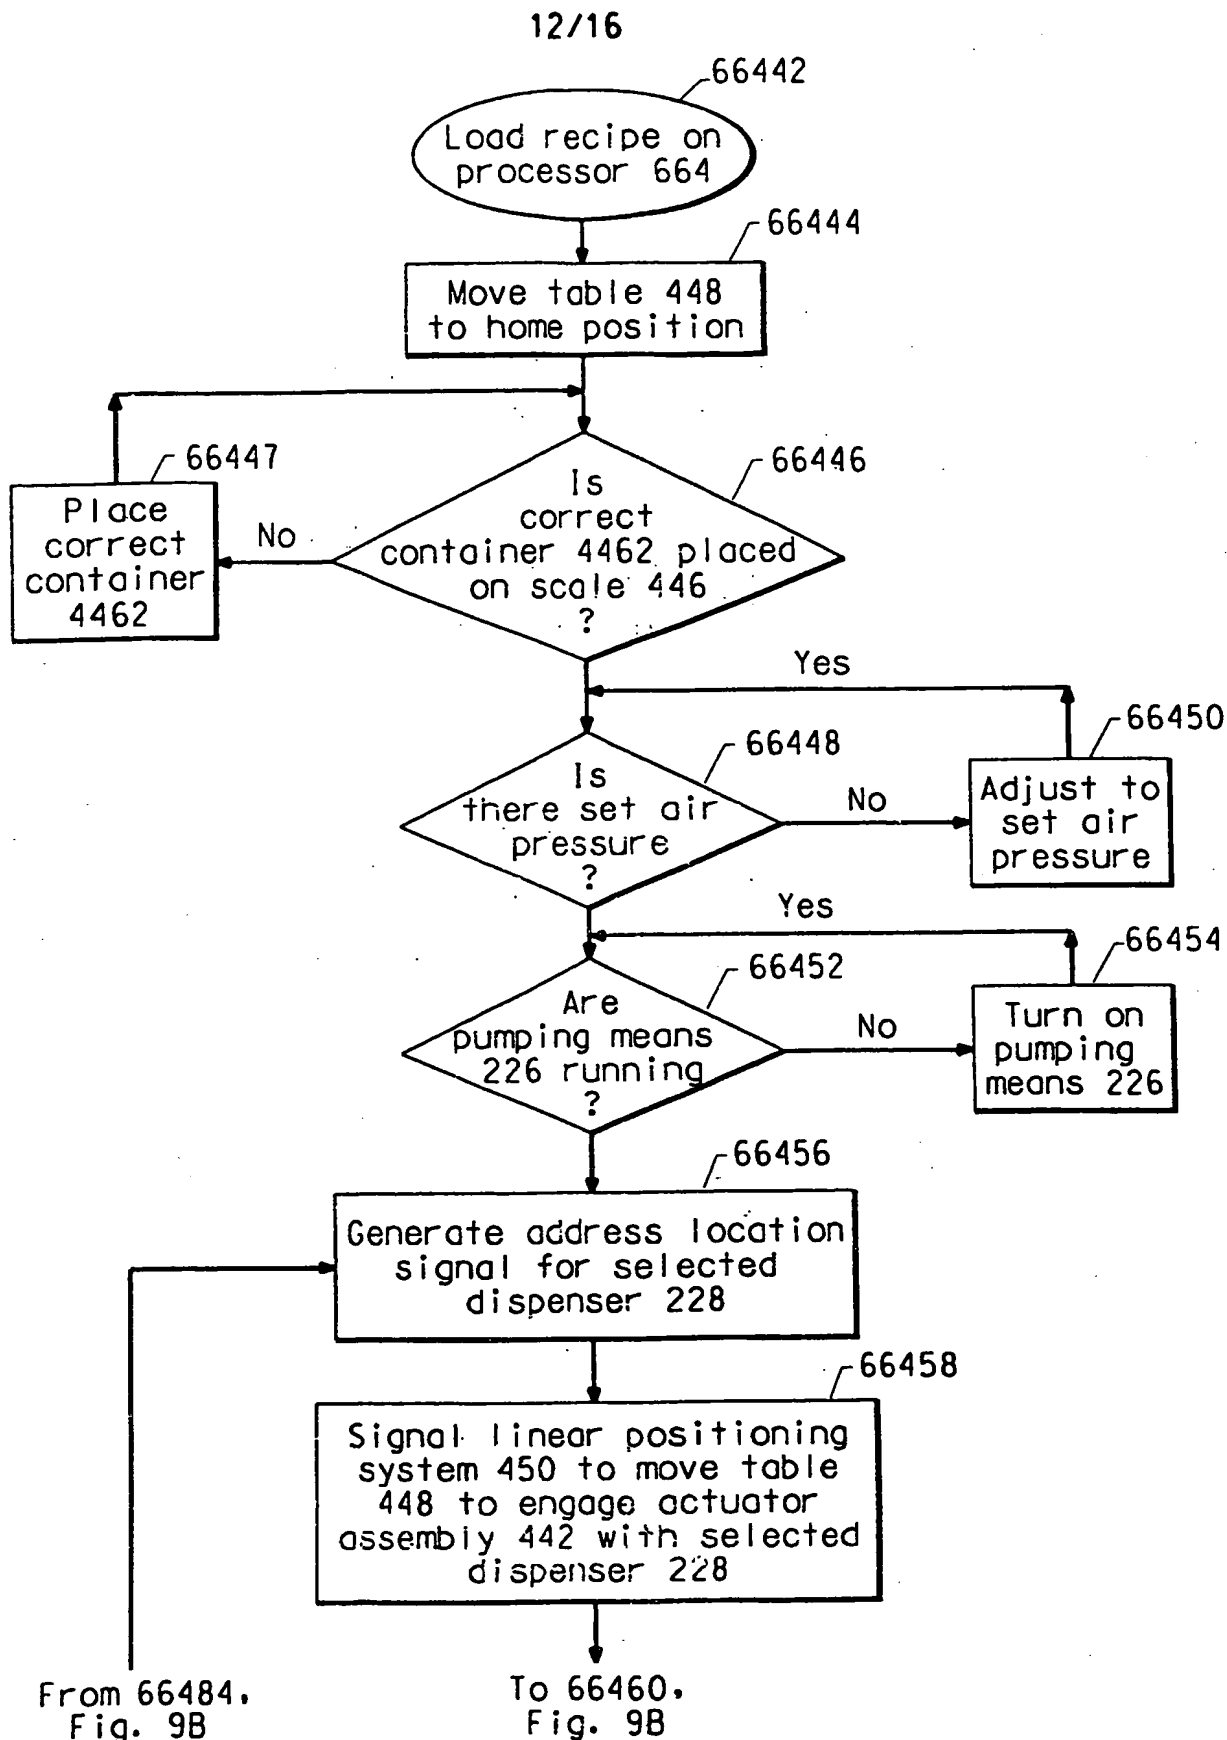 12/16
66442
Load recipe on
processor 664
66444
Move table 448
to home position
66447
Place
correct
container
4462
No
66446
Is
correct
container 4462 placed
on scale 446
?
Yes
66448
Is
there set air
pressure
?
No
66450
Adjust to
set air
pressure
Yes
66452
Are
pumping means
226 running
?
No
66454
Turn on
pumping
means 226
66456
Generate address location
signal for selected
dispenser 228
66458
Signal linear positioning
system 450 to move table
448 to engage actuator
assembly 442 with selected
dispenser 228
From 66484,
Fig. 9B
To 66460,
Fig. 9B